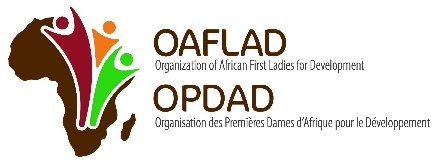 OAFLAD
Organization of African First Ladies for Development
OPDAD
Organisation des Premières Dames d'Afrique pour le Développement